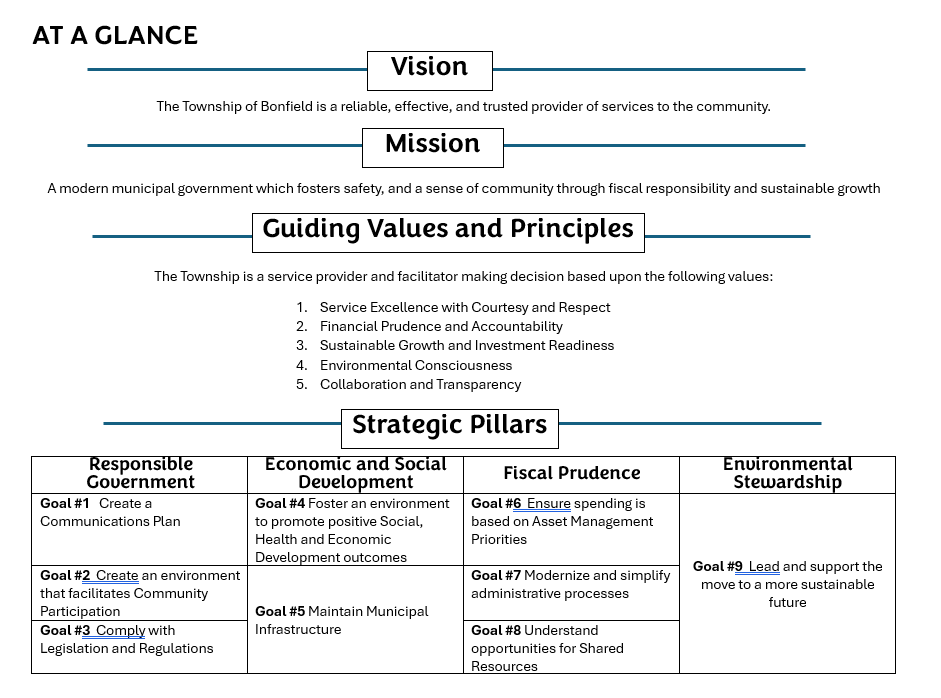 AT A GLANCE
Vision
The Township of Bonfield is a reliable, effective, and trusted provider of services to the community.
Mission
A modern municipal government which fosters safety, and a sense of community through fiscal responsibility and sustainable growth
Guiding Values and Principles
The Township is a service provider and facilitator making decision based upon the following values:
1. Service Excellence with Courtesy and Respect
2. Financial Prudence and Accountability
3. Sustainable Growth and Investment Readiness
4. Environmental Consciousness
5. Collaboration and Transparency
Strategic Pillars
Responsible
Government
Goal #1 Create a
Communications Plan
Goal #2 Create an environment
that facilitates Community
Participation
Goal #3 Comply with
Legislation and Regulations
Economic and Social
Development
Goal #4 Foster an environment
to promote positive Social,
Health and Economic
Development outcomes
Goal #5 Maintain Municipal
Infrastructure
Fiscal Prudence
Goal #6 Ensure spending is
based on Asset Management
Priorities
Goal #7 Modernize and simplify
administrative processes
Goal #8 Understand
opportunities for Shared
Resources
Environmental
Stewardship
Goal #9 Lead and support the
move to a more sustainable
future